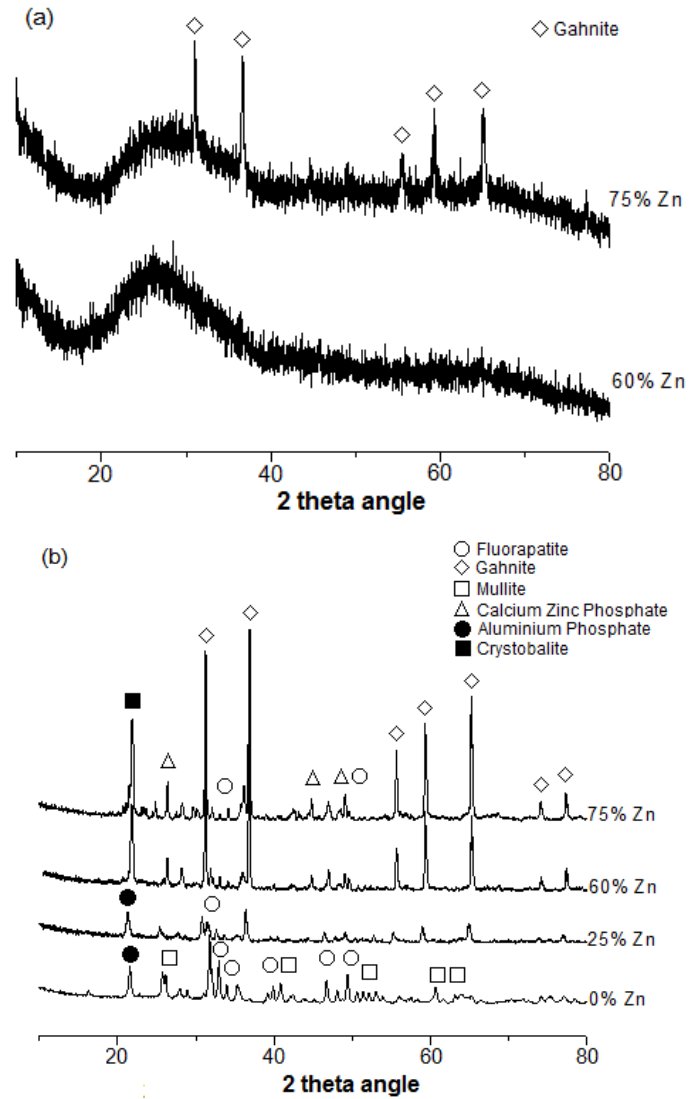 (a)
Gahnite
75% Zn
60% Zn
20 40 60 80
2 theta angle
(b)
Fluorapatite
Gahnite
Mullite
Calcium Zinc Phosphate
Aluminium Phosphate
Crystobalite
75% Zn
60% Zn
25% Zn
0% Zn
20 40 60 80
2 theta angle